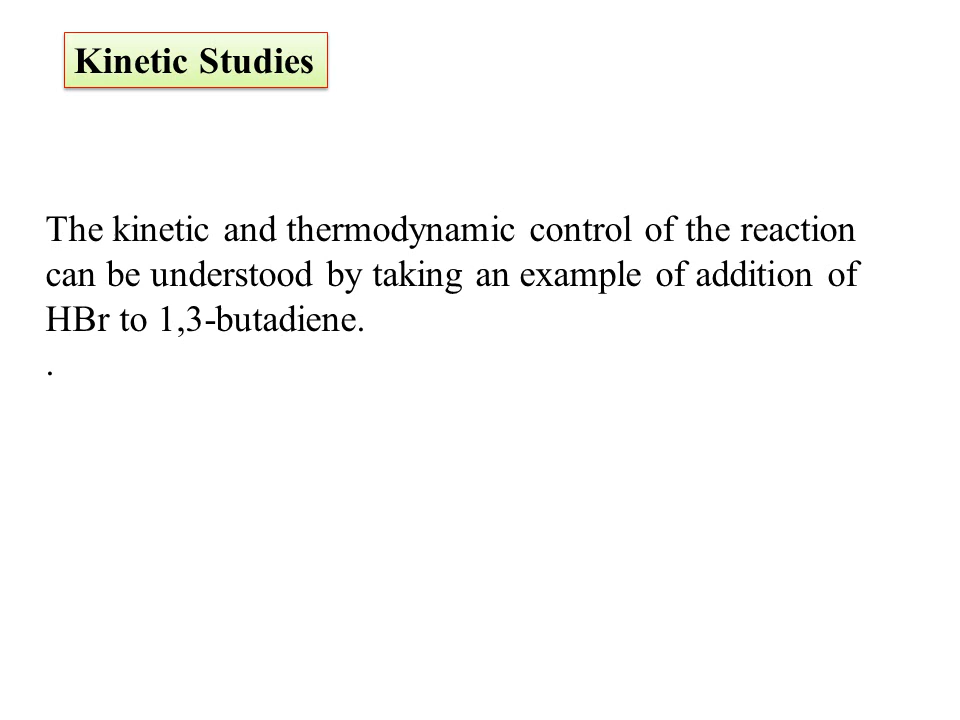 Kinetic Studies
The kinetic and thermodynamic control of the reaction
can be understood by taking an example of addition of
HBr to 1,3-butadiene.
.